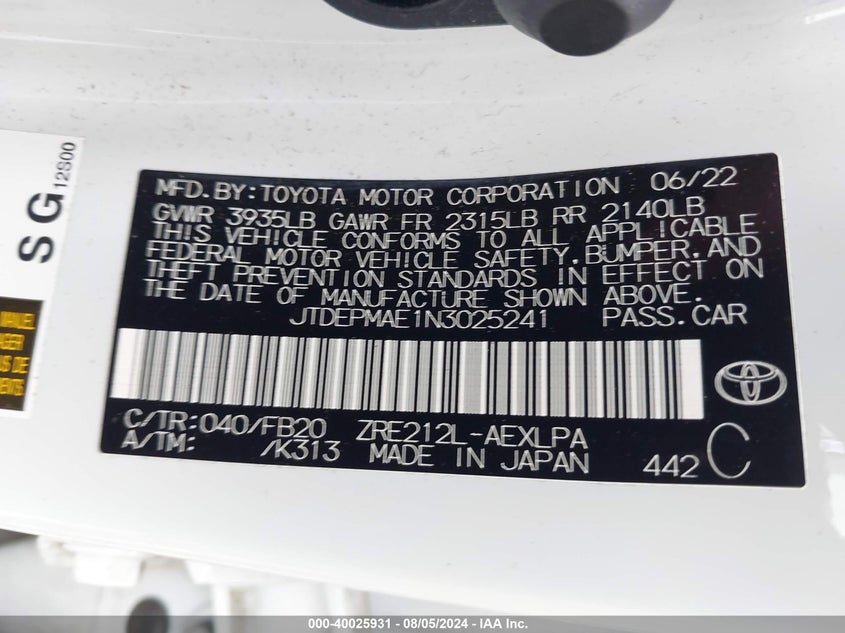 SG
12S00
MANUEL
MFD.BY:TOYOTA MOTOR CORPORATION 06/22
GVWR 3935LB GAWR FR 2315LB RR 2140LB
THIS VEHICLE CONFORMS TO ALL APPLICABLE
FEDERAL MOTOR VEHICLE SAFETY,BUMPER,AND
THEFT PREVENTION STANDARDS IN EFFECT ON
THE DATE OF MANUFACTURE SHOWN ABOVE.
JTDEPMAE1N3025241 PASS.CAR
C/TR:040/FB20 ZRE212L-AEXLPA
A/TM: /K313 MADE IN JAPAN 442 C
000-40025931 - 08/05/2024 - IAA Inc.